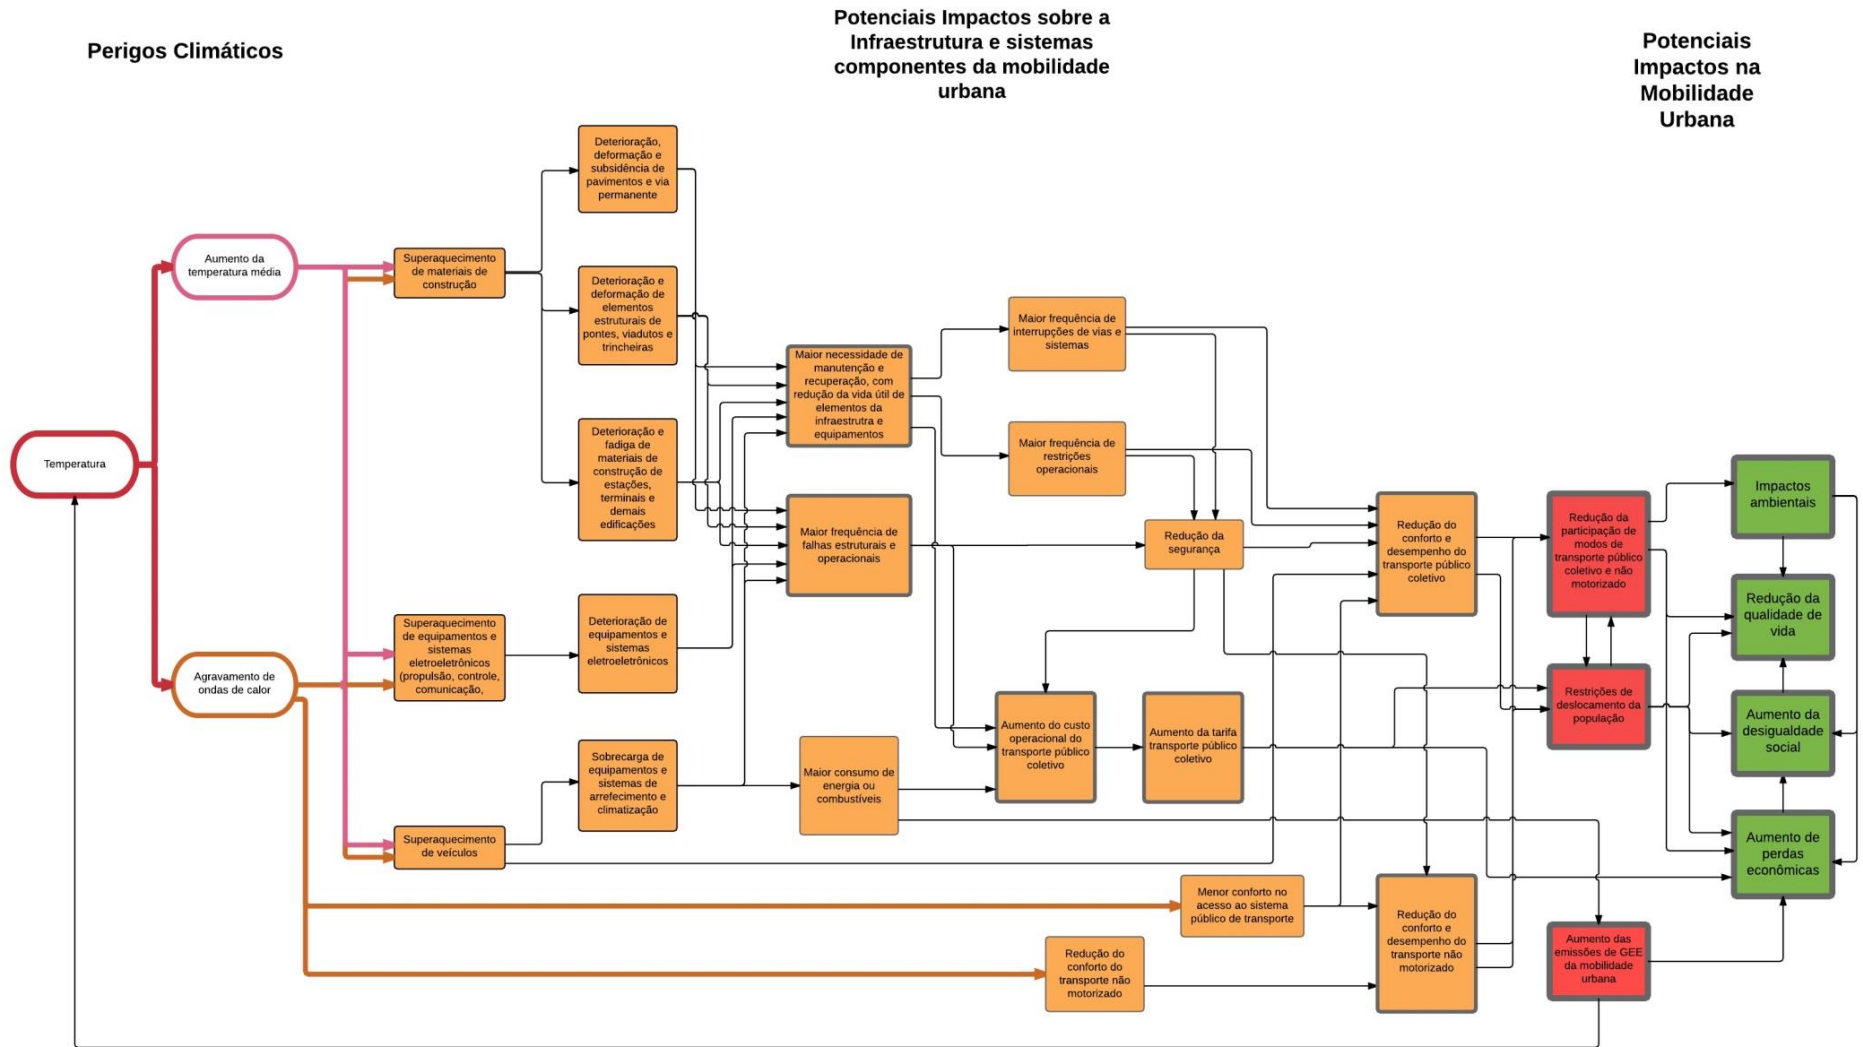 Perigos Climáticos
Potenciais Impactos sobre a
Infraestrutura e sistemas
componentes da mobilidade
urbana
Potenciais
Impactos na
Mobilidade
Urbana
Temperatura
Aumento da
temperatura média
Agravamento de
ondas de calor
Superaquecimento
de materiais de
construção
Superaquecimento
de equipamentos e
sistemas
eletroeletrônicos
(propulsão, controle,
comunicação,
Superaquecimento
de veículos
Deterioração,
deformação e
subsidência de
pavimentos e via
permanente
Deterioração e
deformação de
elementos
estruturais de
pontes, viadutos e
trincheiras
Deterioração e
fadiga de
materiais de
construção de
estações,
terminais e
demais
edificações
Deterioração de
equipamentos e
sistemas
eletroeletrônicos
Sobrecarga de
equipamentos e
sistemas de
arrefecimento e
climatização
Maior necessidade de
manutenção e
recuperação, com
redução da vida útil de
elementos da
infraestrutra e
equipamentos
Maior frequência de
falhas estruturais e
operacionais
Maior consumo de
energia ou
combustíveis
Maior frequência de
interrupções de vias e
sistemas
Maior frequência de
restrições
operacionais
Redução da
segurança
Aumento do custo
operacional do
transporte público
coletivo
Aumento da tarifa
transporte público
coletivo
Menor conforto no
acesso ao sistema
público de transporte
Redução do
conforto do
transporte não
motorizado
Redução do
conforto e
desempenho do
transporte público
coletivo
Redução do
conforto e
desempenho do
transporte não
motorizado
Redução da
participação de
modos de
transporte público
coletivo e não
motorizado
Restrições de
deslocamento da
população
Aumento das
emissões de GEE
da mobilidade
urbana
Impactos
ambientais
Redução da
qualidade de
vida
Aumento da
desigualdade
social
Aumento de
perdas
econômicas